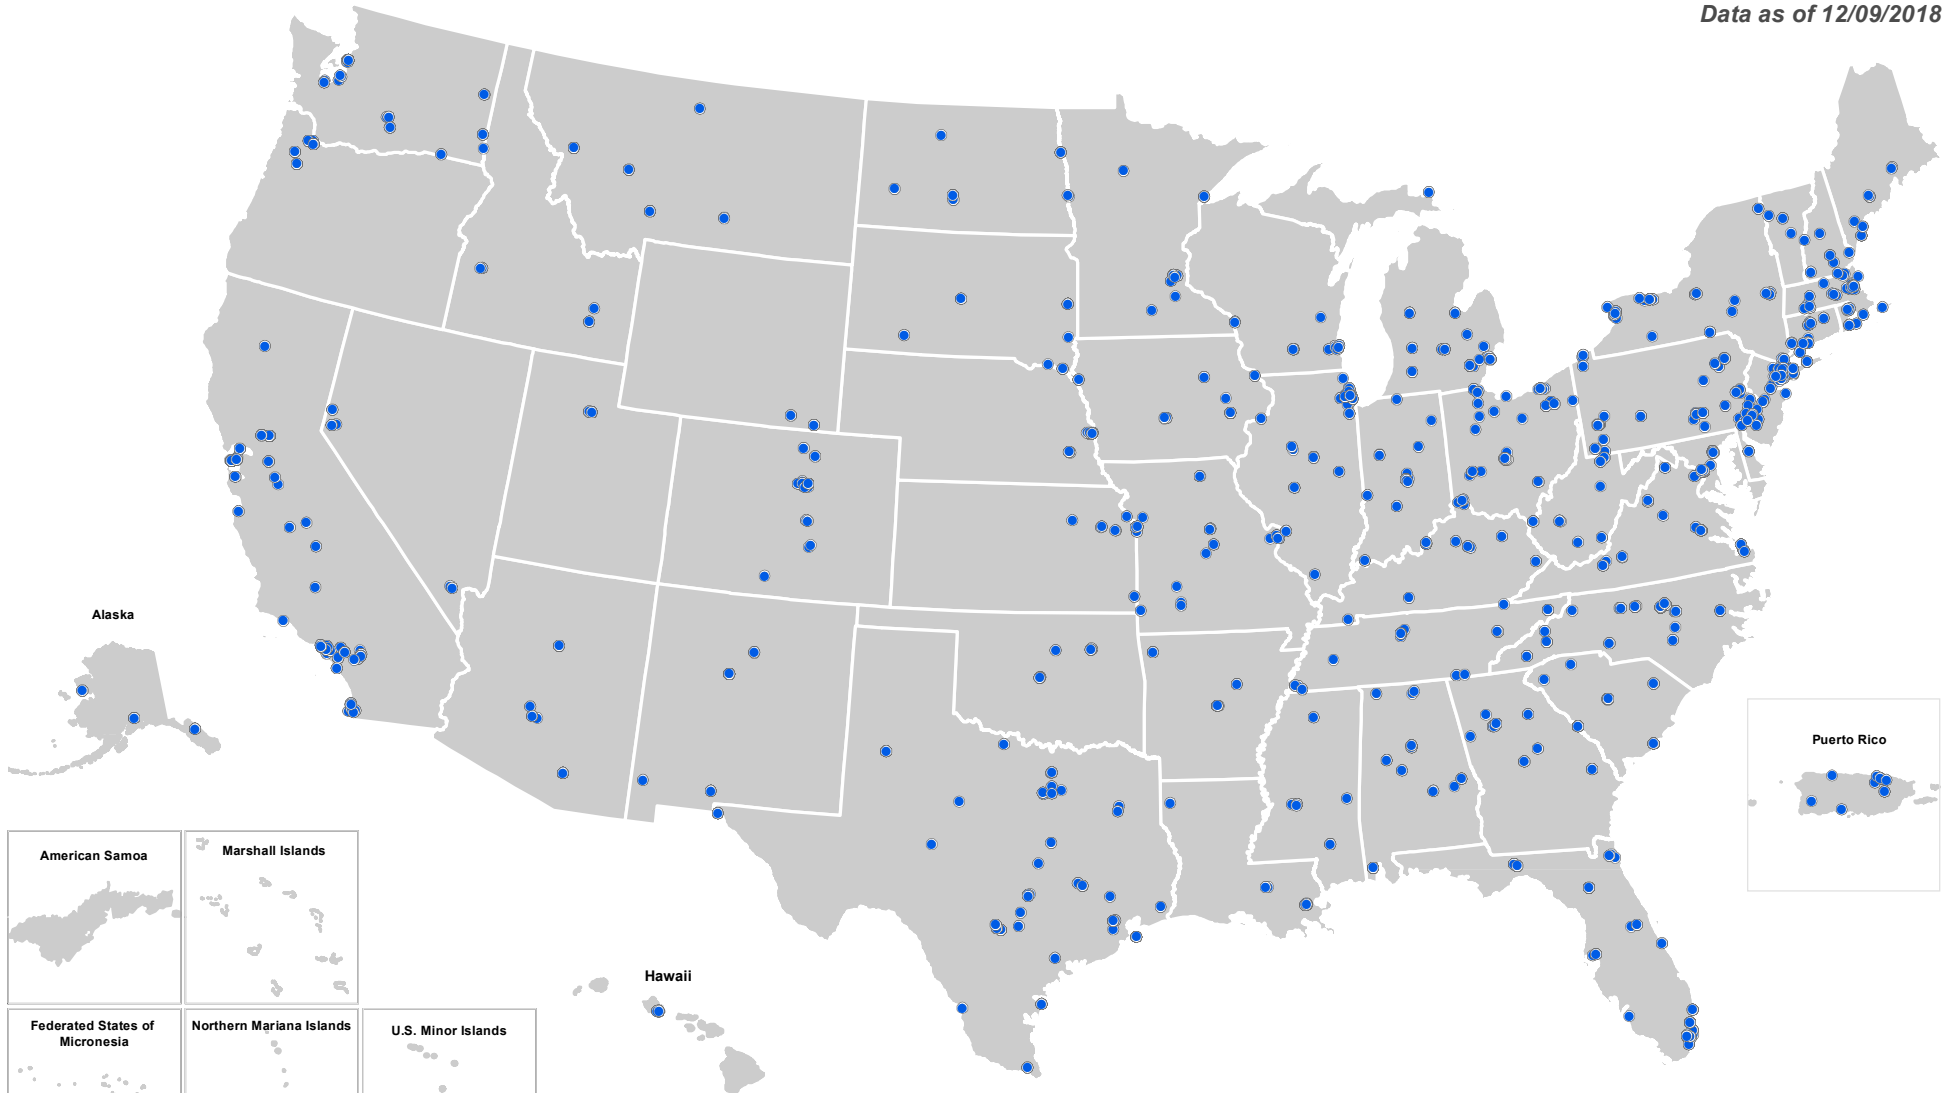 Data as of 12/09/2018
Alaska
Puerto Rico
American Samoa
Marshall Islands
Hawaii
Federated States of
Micronesia
Northern Mariana Islands
U.S. Minor Islands